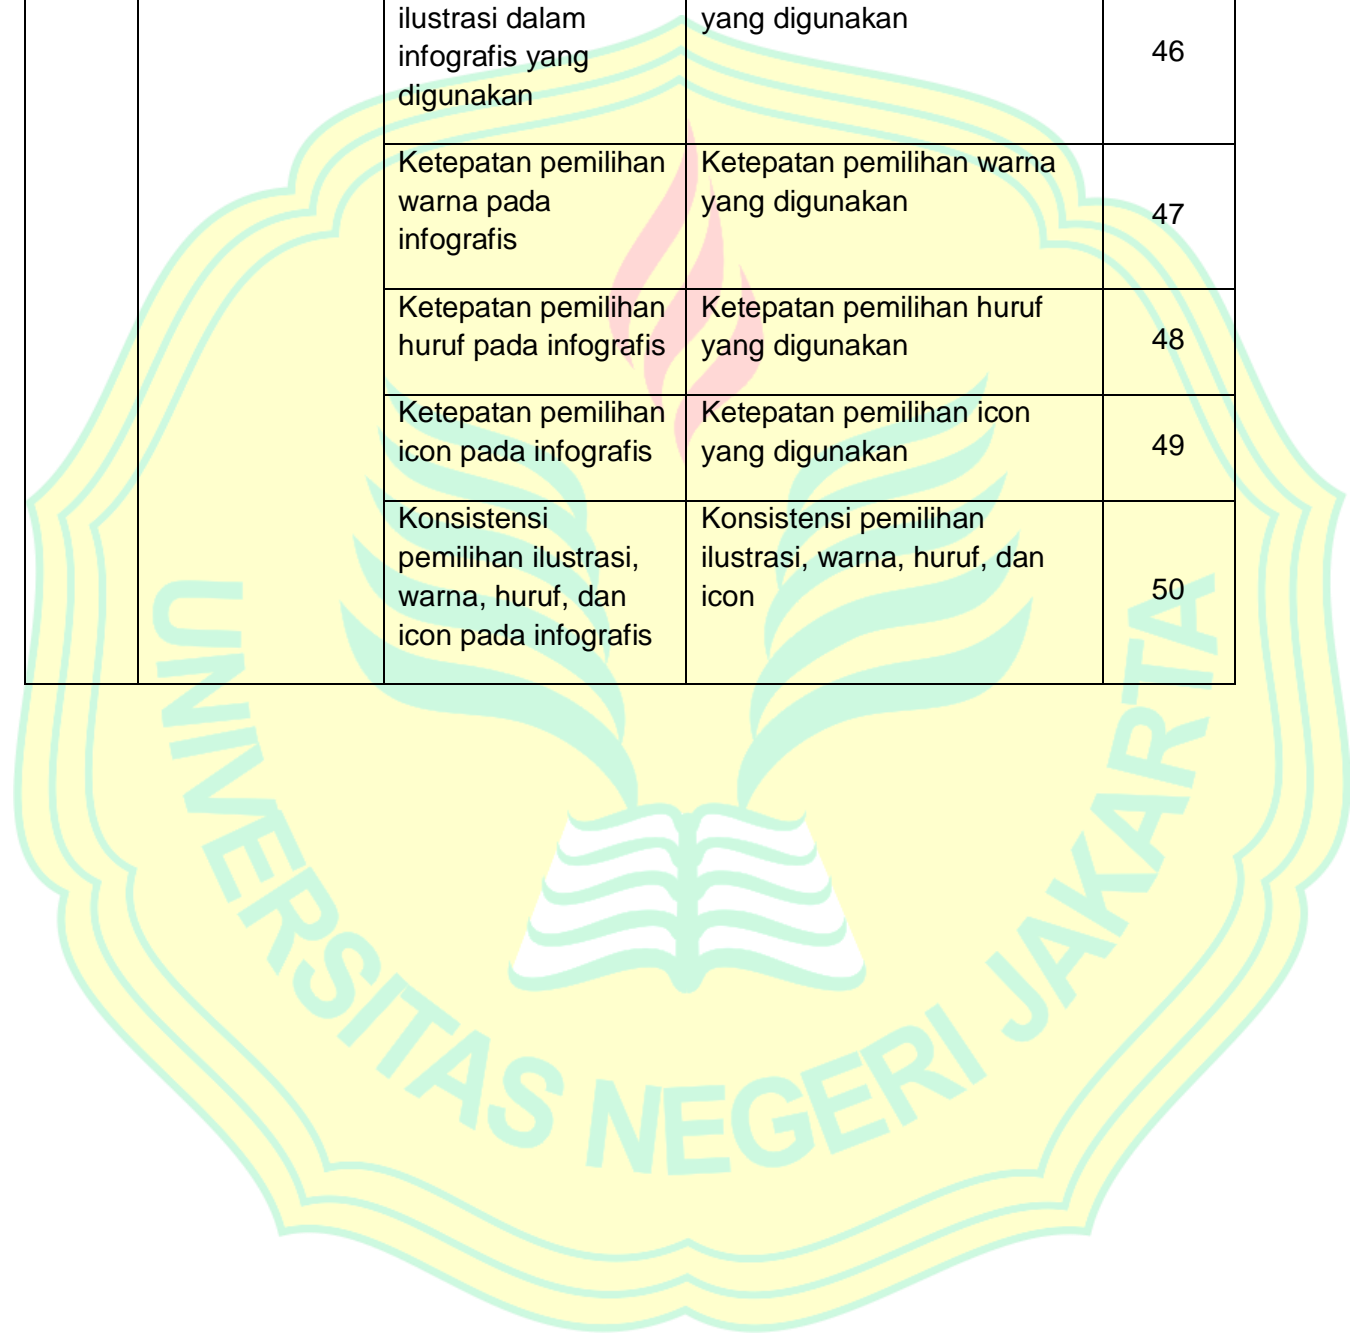 ilustrasi dalam
infografis yang
digunakan
yang digunakan
46
Ketepatan pemilihan
warna pada
infografis
Ketepatan pemilihan warna
yang digunakan
47
Ketepatan pemilihan
huruf pada infografis
Ketepatan pemilihan huruf
yang digunakan
48
Ketepatan pemilihan
icon pada infografis
Ketepatan pemilihan icon
yang digunakan
49
Konsistensi
pemilihan ilustrasi,
warna, huruf, dan
icon pada infografis
Konsistensi pemilihan
ilustrasi, warna, huruf, dan
icon
50
UNIVERSITAS NEGERI JAKARTA